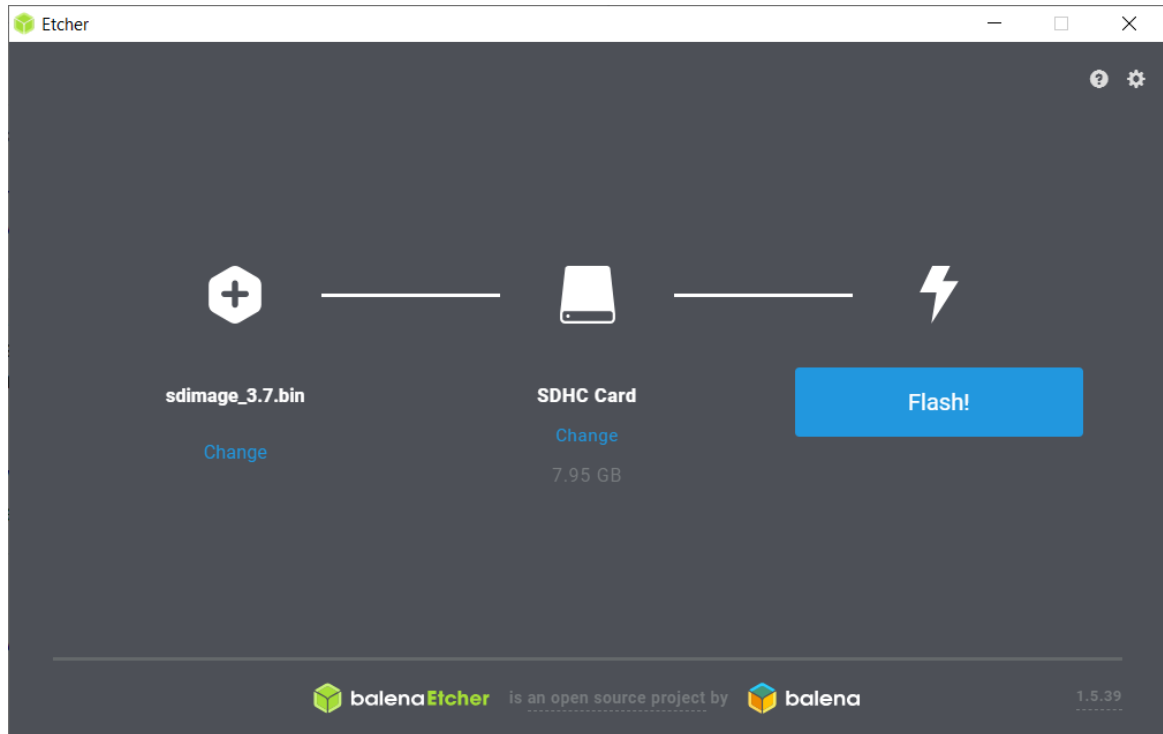 Etcher
sdimage_3.7.bin
Change
SDHC Card
Change
7.95 GB
Flash!
balenaEtcher is an open source project by balena
1.5.39